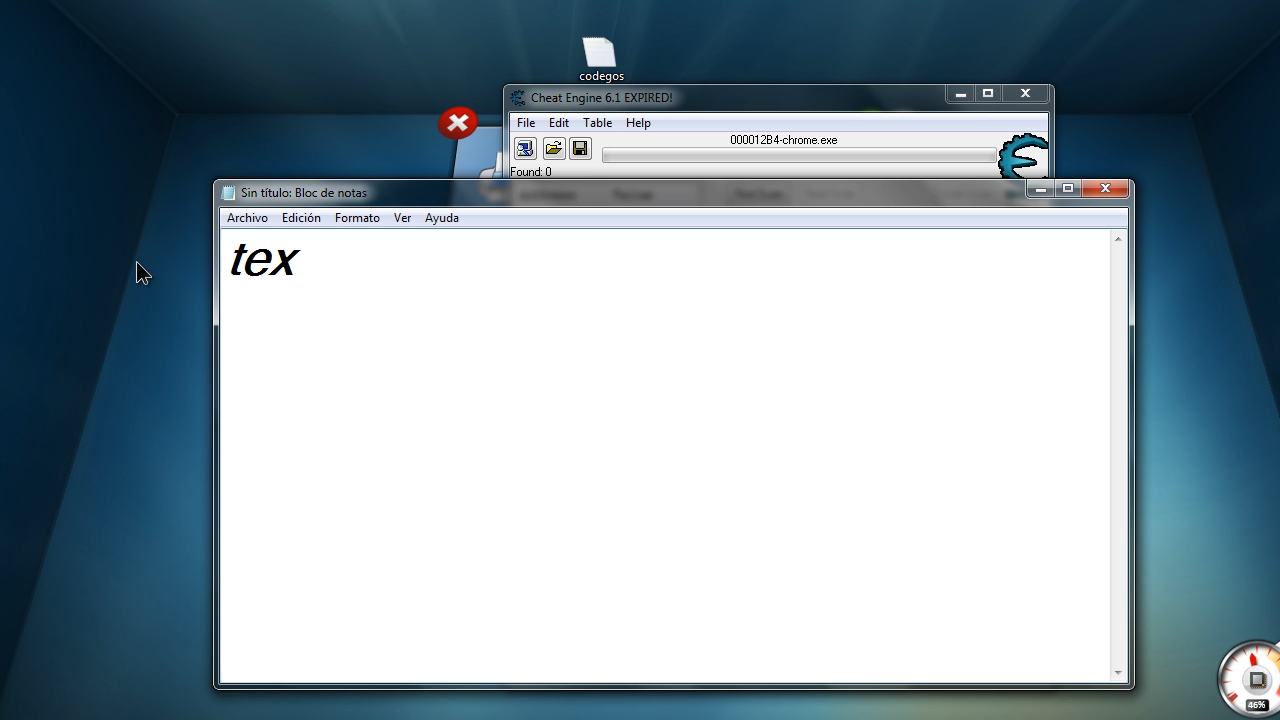 codegos
Cheat Engine 6.1 EXPIRED!
File Edit Table Help
000012B4-chrome.exe
Found: 0
Sin título: Bloc de notas
Archivo Edición Formato Ver Ayuda
tex
46%